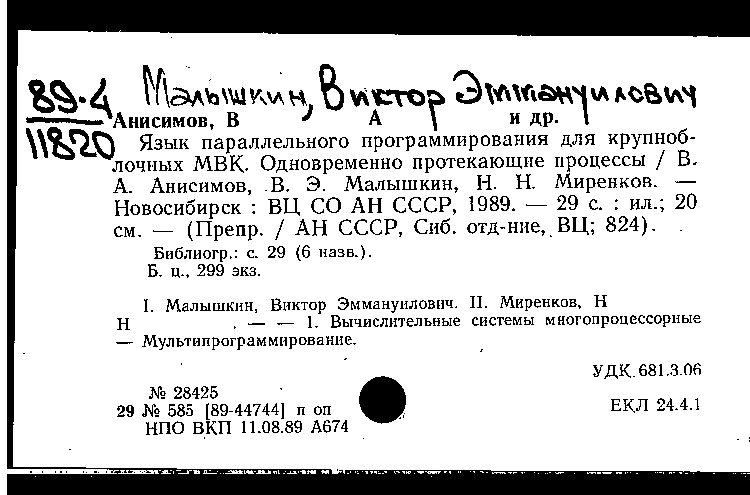 89-4
11820
Малышкин, Виктор Эммануилович
Анисимов, В А и др.
Язык параллельного программирования для крупноб-
лочных МВК. Одновременно протекающие процессы / В.
А. Анисимов, В. Э. Малышкин, Н. Н. Миренков. —
Новосибирск : ВЦ СО АН СССР, 1989. — 29 с. : ил.; 20
см. — (Препр. / АН СССР, Сиб. отд-ние, ВЦ; 824).
Библиогр.: с. 29 (6 назв.).
Б. ц., 299 экз.
I. Малышкин, Виктор Эммануилович. II. Миренков, Н
Н . — — 1. Вычислительные системы многопроцессорные
— Мультипрограммирование.
УДК 681.3.06
№ 28425
29 № 585 [89-44744] п оп
ЕКЛ 24.4.1
НПО ВКП 11.08.89 А674